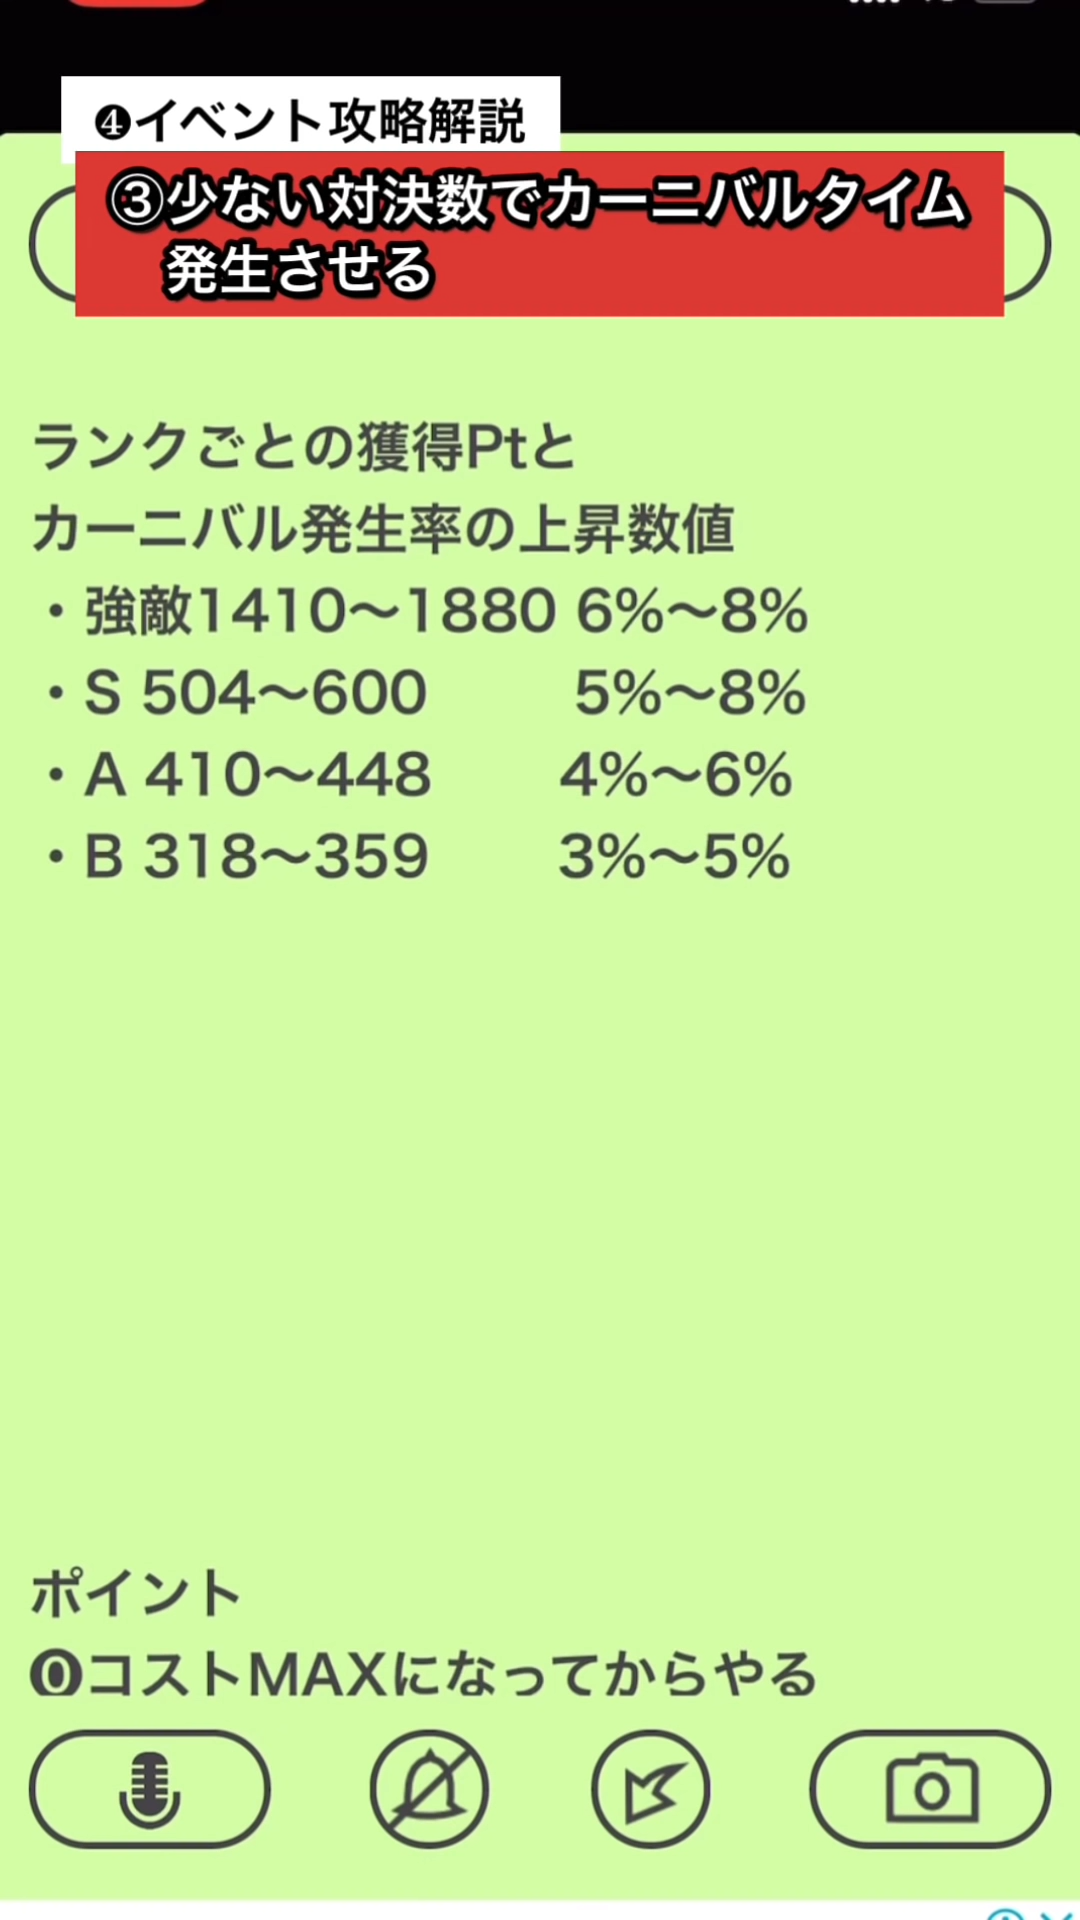 ❹イベント攻略解説
③少ない対決数でカーニバルタイム
発生させる
ランクごとの獲得Ptと
カーニバル発生率の上昇数値
・強敵1410〜1880 6%〜8%
・S 504〜600 5%〜8%
・A 410〜448 4%〜6%
・B 318〜359 3%〜5%
ポイント
⓿コストMAXになってからやる